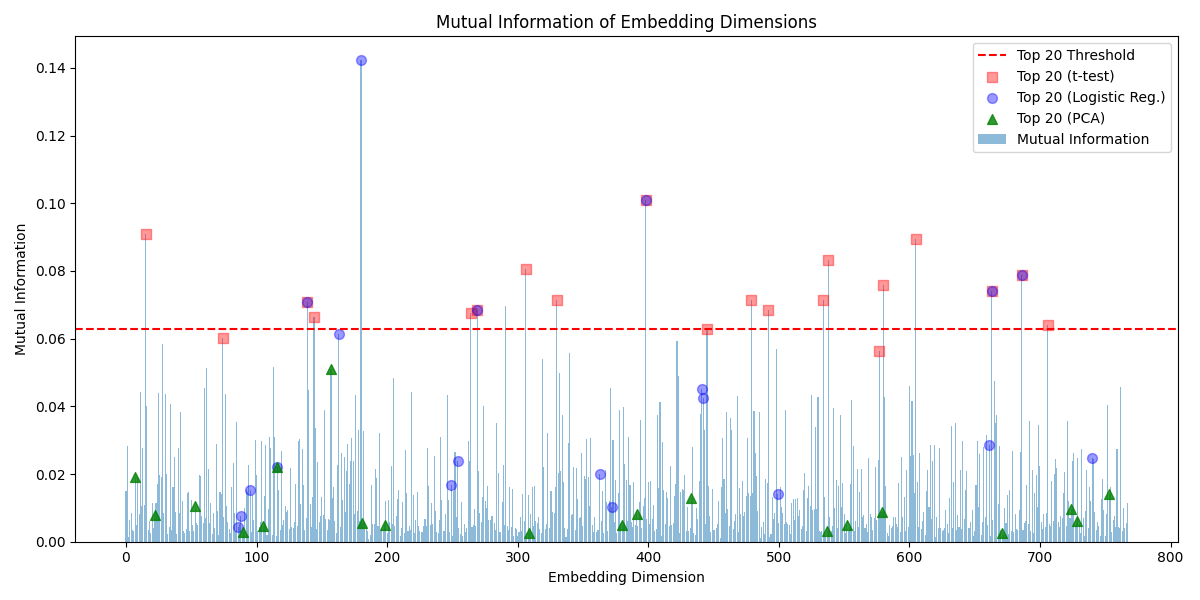 Mutual Information of Embedding Dimensions
Top 20 Threshold
Top 20 (t-test)
Top 20 (Logistic Reg.)
Top 20 (PCA)
Mutual Information
Mutual Information
0.14
0.12
0.10
0.08
0.06
0.04
0.02
0.00
0 100 200 300 400 500 600 700 800
Embedding Dimension